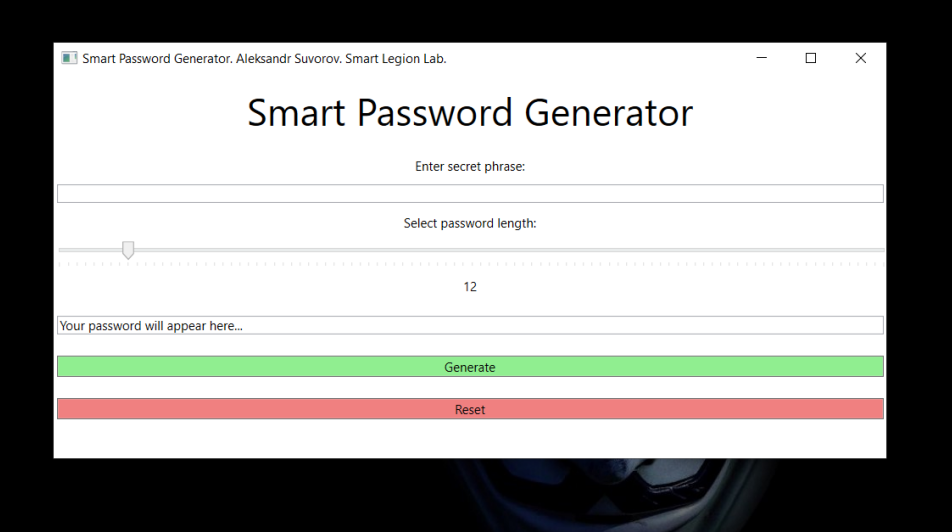 Smart Password Generator. Aleksandr Suvorov. Smart Legion Lab.
Smart Password Generator
Enter secret phrase:
Select password length:
12
Your password will appear here...
Generate
Reset